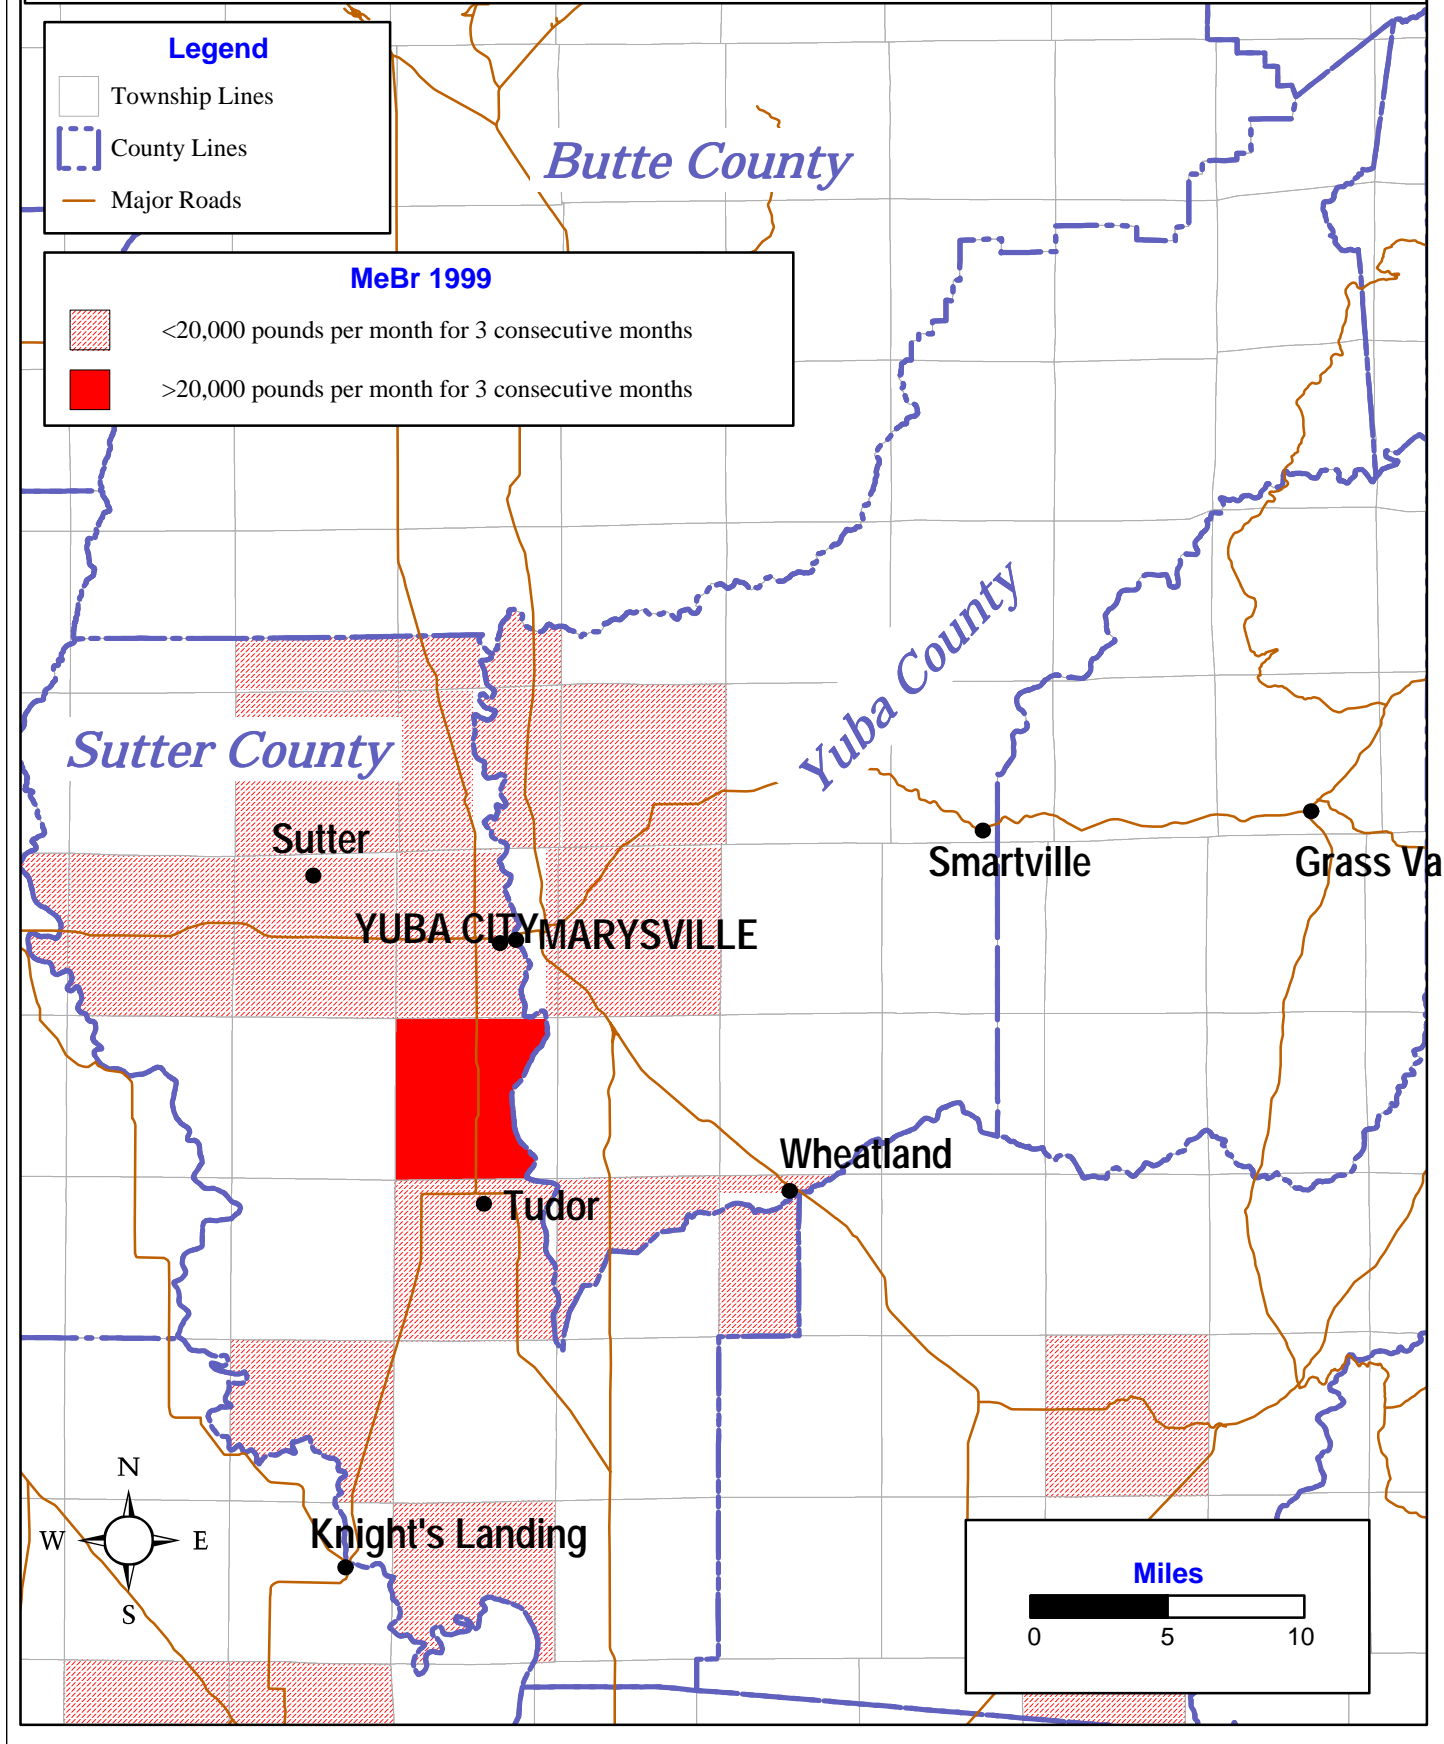 Legend
Township Lines
County Lines
Major Roads
Butte County
MeBr 1999
<20,000 pounds per month for 3 consecutive months
>20,000 pounds per month for 3 consecutive months
Yuba County
Sutter County
Sutter
Smartville
Grass Va
YUBA CITY
MARYSVILLE
Wheatland
Tudor
N
W E
S
Knight's Landing
Miles
0 5 10